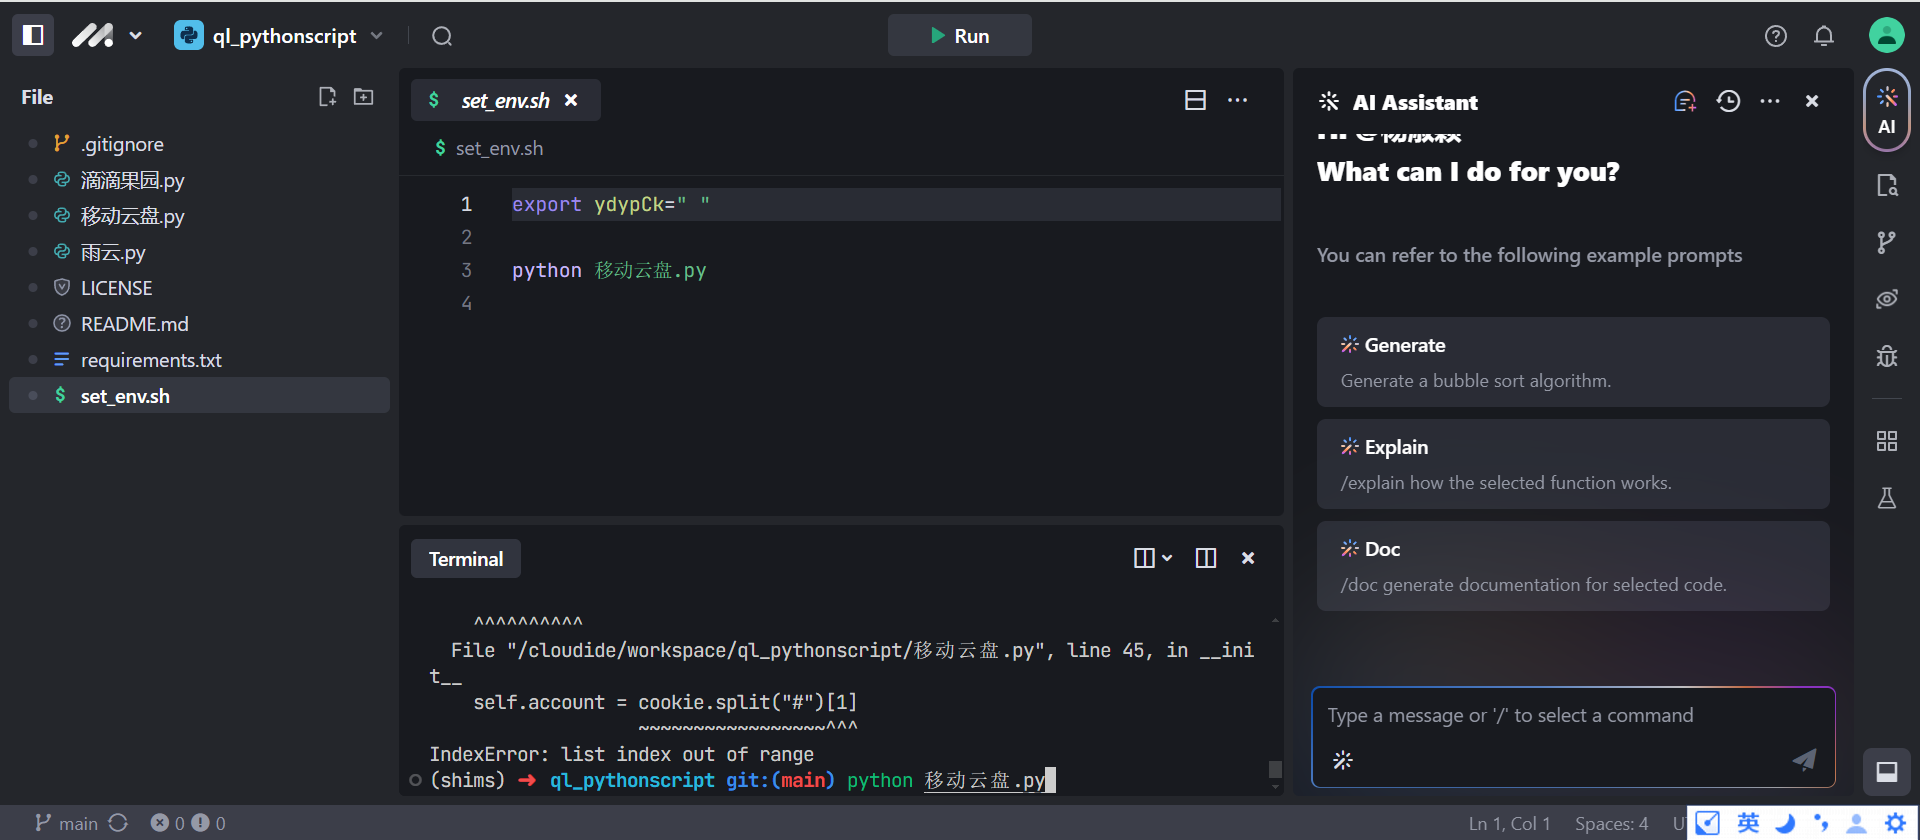 ql_pythonscript
Run
File
.gitignore
滴滴果园.py
移动云盘.py
雨云.py
LICENSE
README.md
requirements.txt
set_env.sh
$ set_env.sh
$ set_env.sh
1 export ydypCk=" "
2
3 python 移动云盘.py
4
Terminal
^^^^^^^^^^
File "/cloudide/workspace/ql_pythonscript/移动云盘.py", line 45, in __ini
t__
self.account = cookie.split("#")[1]
~~~~~~~~~~~~~~~~~^^^
IndexError: list index out of range
(shims) ➜ ql_pythonscript git:(main) python 移动云盘.py
AI Assistant
What can I do for you?
You can refer to the following example prompts
Generate
Generate a bubble sort algorithm.
Explain
/explain how the selected function works.
Doc
/doc generate documentation for selected code.
Type a message or '/' to select a command
AI
main
0
0
Ln 1, Col 1
Spaces: 4
英